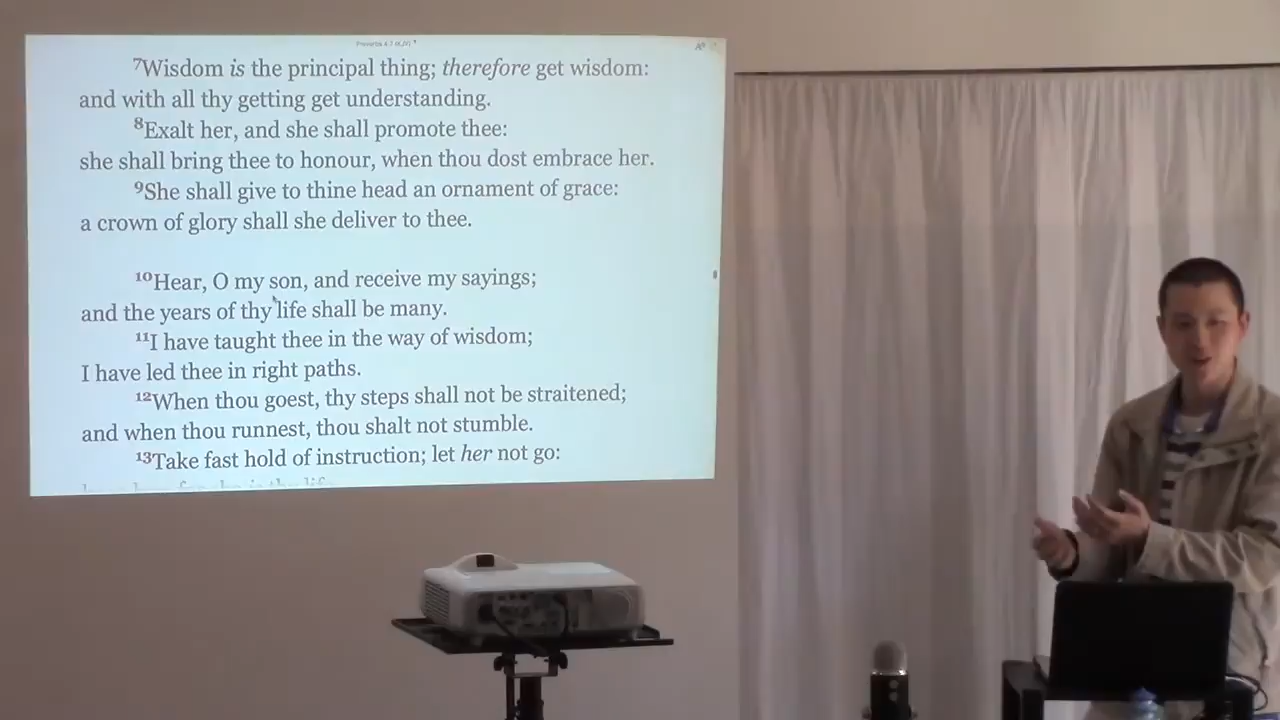 ⁷Wisdom is the principal thing; therefore get wisdom:
and with all thy getting get understanding.
⁸Exalt her, and she shall promote thee:
she shall bring thee to honour, when thou dost embrace her.
⁹She shall give to thine head an ornament of grace:
a crown of glory shall she deliver to thee.
¹⁰Hear, O my son, and receive my sayings;
and the years of thy life shall be many.
¹¹I have taught thee in the way of wisdom;
I have led thee in right paths.
¹²When thou goest, thy steps shall not be straitened;
and when thou runnest, thou shalt not stumble.
¹³Take fast hold of instruction; let her not go: